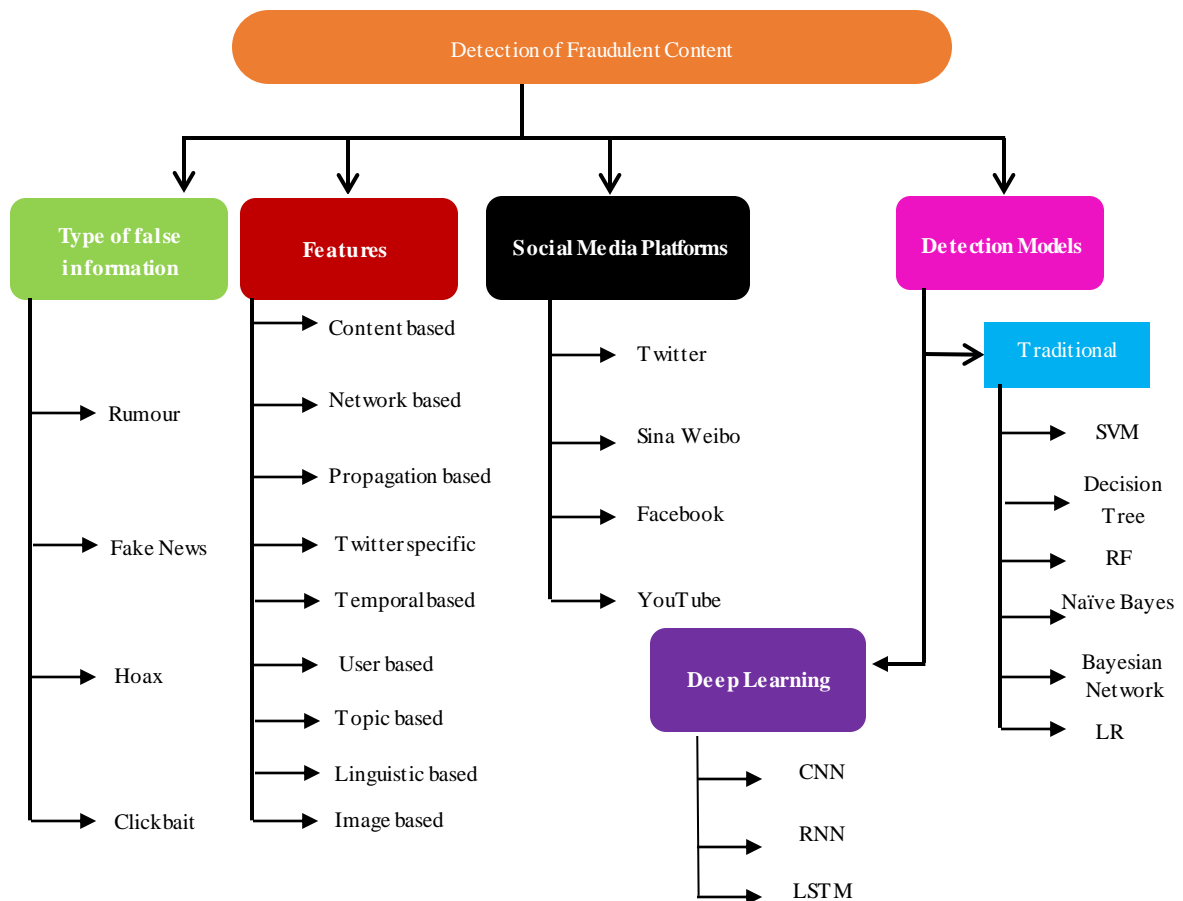 Detection of Fraudulent Content
Type of false
information
Features
Social Media Platforms
Detection Models
Rumour
Fake News
Hoax
Clickbait
Content based
Network based
Propagation based
Twitter specific
Temporal based
User based
Topic based
Linguistic based
Image based
Twitter
Sina Weibo
Facebook
YouTube
Traditional
SVM
Decision
Tree
RF
Naïve Bayes
Bayesian
Network
LR
Deep Learning
CNN
RNN
LSTM